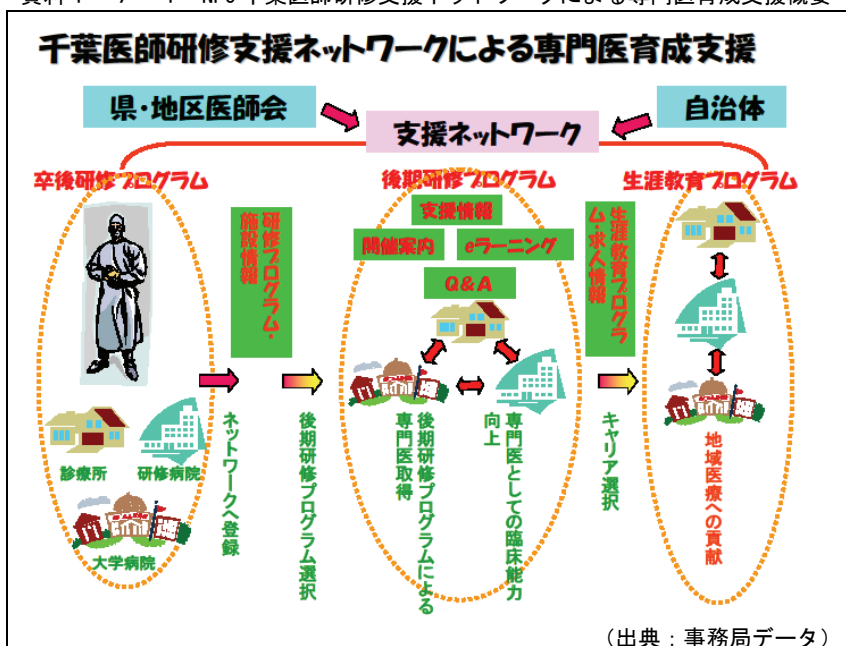 千葉医師研修支援ネットワークによる専門医育成支援
県・地区医師会
自治体
支援ネットワーク
卒後研修プログラム
後期研修プログラム
生涯教育プログラム
研修プログラム・
施設情報
支援情報
開催案内
eラーニング
Q&A
生涯教育プログラ
ム・求人情報
診療所
研修病院
大学病院
ネットワークへ登録
後期研修プログラム選択
後期研修プログラムによる
専門医取得
専門医としての臨床能力
向上
キャリア選択
地域医療への貢献
(出典:事務局データ)